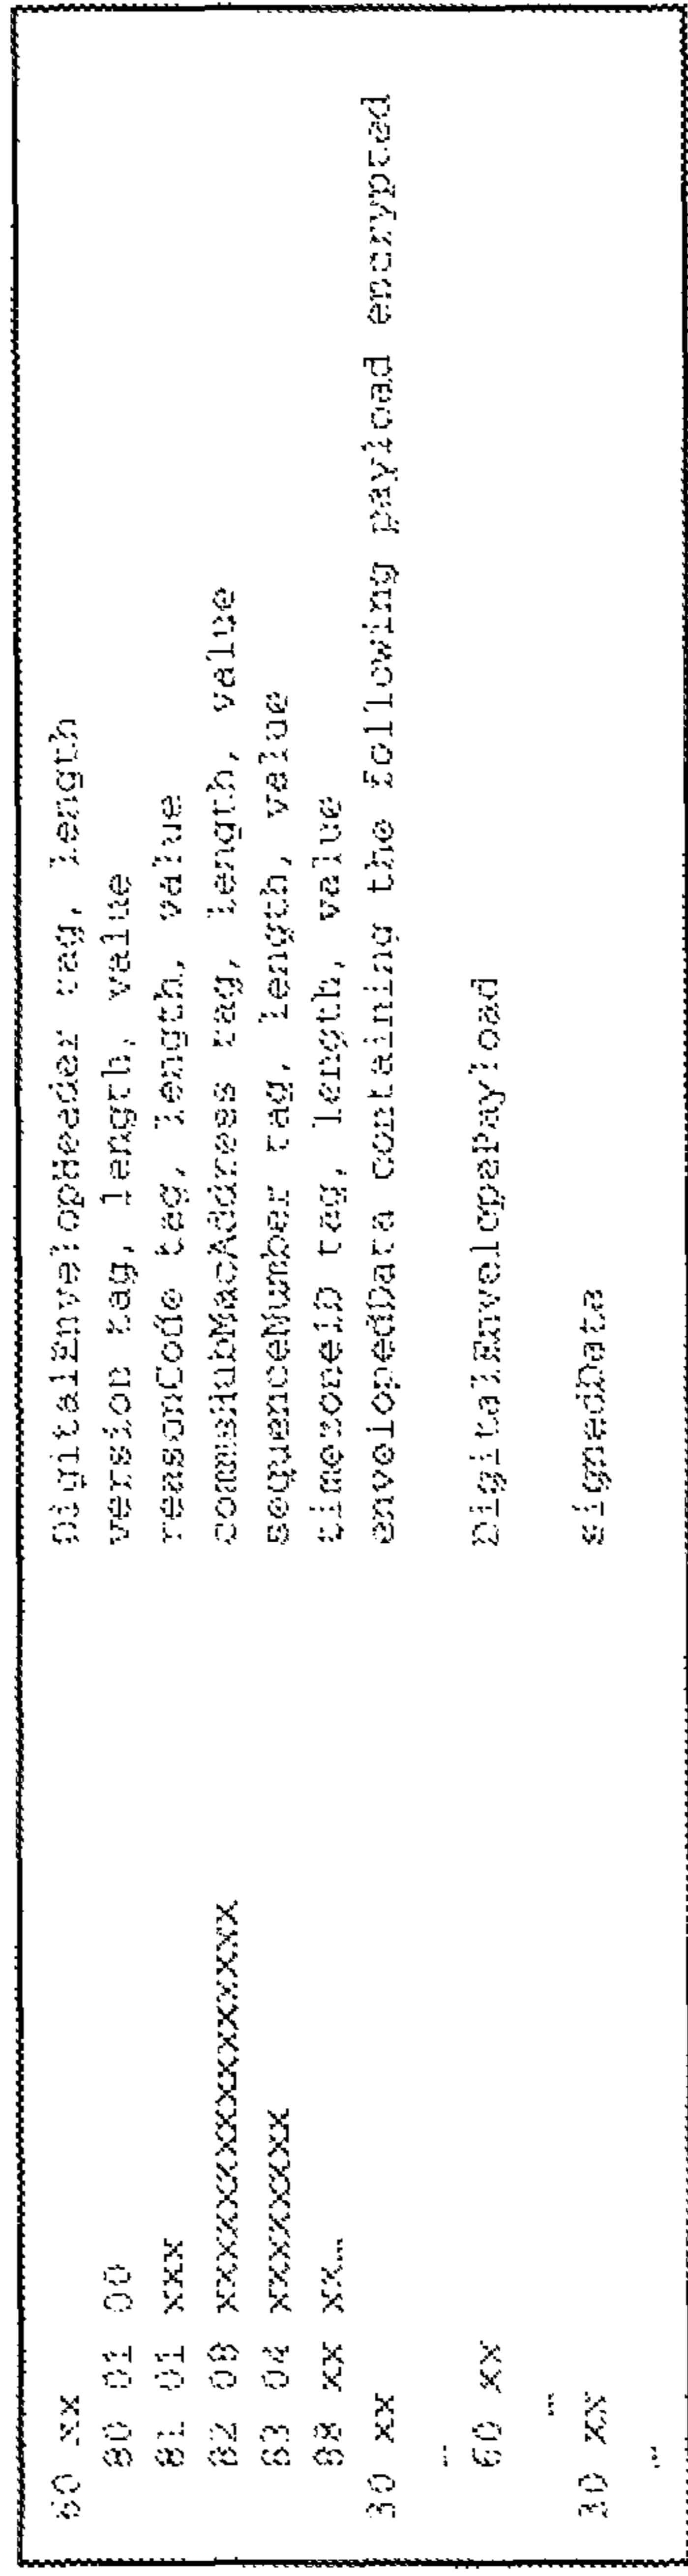 60 xx DigitalEnvelopHeader tag, length
80 01 00 version tag, length, value
81 01 xxx reasonCode tag, length, value
82 08 xxxxxxxxxxxxxxxx commsHubMacAddress tag, length, value
83 04 xxxxxxxx sequenceNumber tag, length, value
88 xx xx… timezoneID tag, length, value
30 xx envelopedData containing the following payload encrypted
…
60 xx DigitalEnvelopePayload
…
30 xx signedData
…